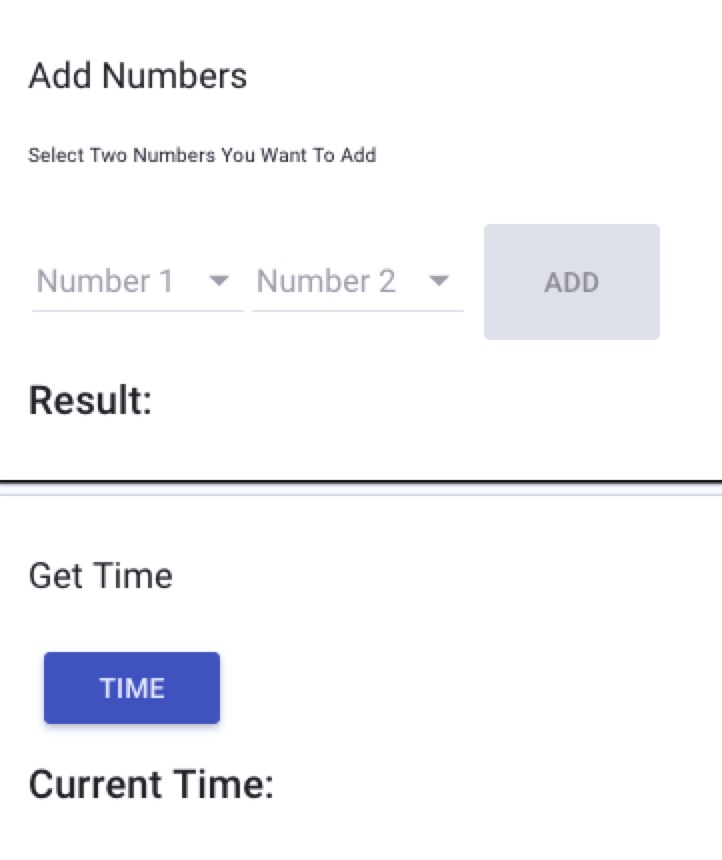 Add Numbers
Select Two Numbers You Want To Add
Number 1 Number 2 ADD
Result:
Get Time
TIME
Current Time: